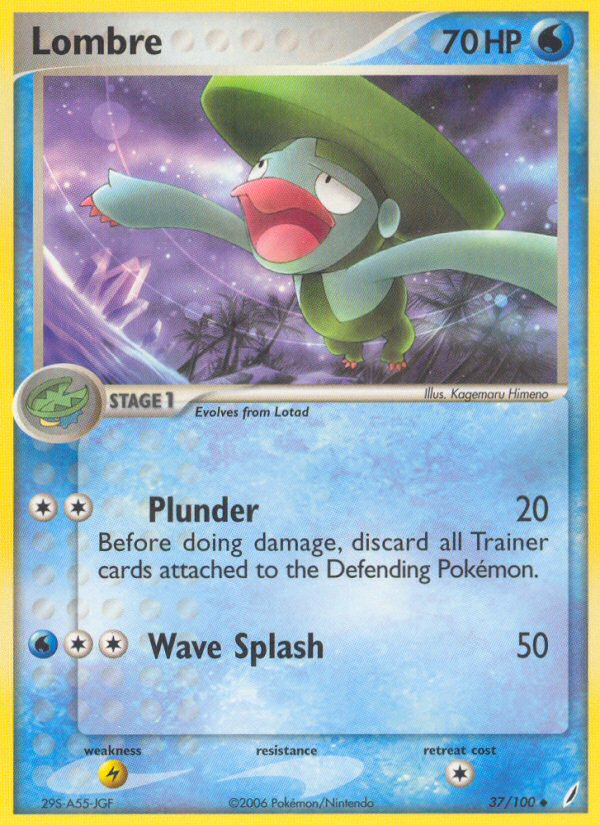 Lombre 70 HP
Illus. Kagemaru Himeno
STAGE 1
Evolves from Lotad
Plunder 20
Before doing damage, discard all Trainer
cards attached to the Defending Pokémon.
Wave Splash 50
weakness resistance retreat cost
29S-A55-JGF ©2006 Pokémon/Nintendo 37/100